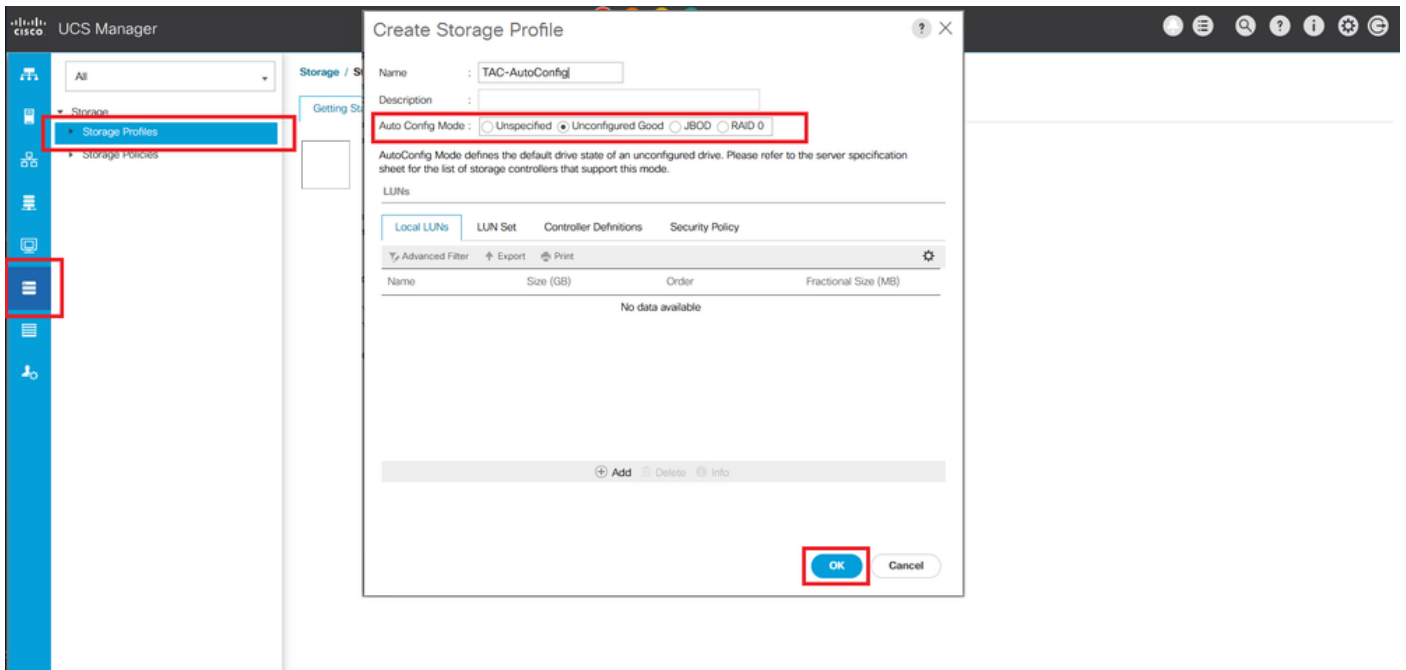 cisco UCS Manager
All
Storage
Storage Profiles
Storage Policies
Storage / St
Getting Sta
Create Storage Profile
?
Name : TAC-AutoConfig
Description :
Auto Config Mode : Unspecified Unconfigured Good JBOD RAID 0
AutoConfig Mode defines the default drive state of an unconfigured drive. Please refer to the server specification
sheet for the list of storage controllers that support this mode.
LUNs
Local LUNs LUN Set Controller Definitions Security Policy
Advanced Filter Export Print
Name Size (GB) Order Fractional Size (MB)
No data available
Add Delete Info
OK Cancel